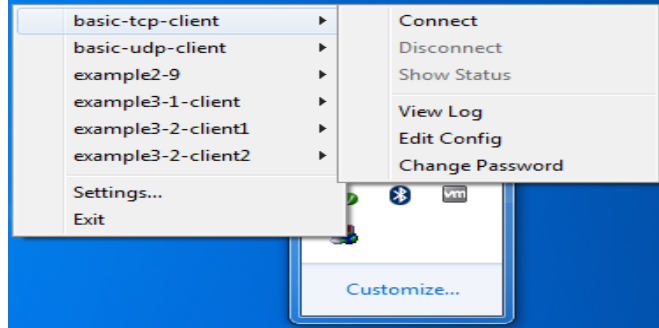 basic-tcp-client
basic-udp-client
example2-9
example3-1-client
example3-2-client1
example3-2-client2
Settings...
Exit
Connect
Disconnect
Show Status
View Log
Edit Config
Change Password
vm
Customize...